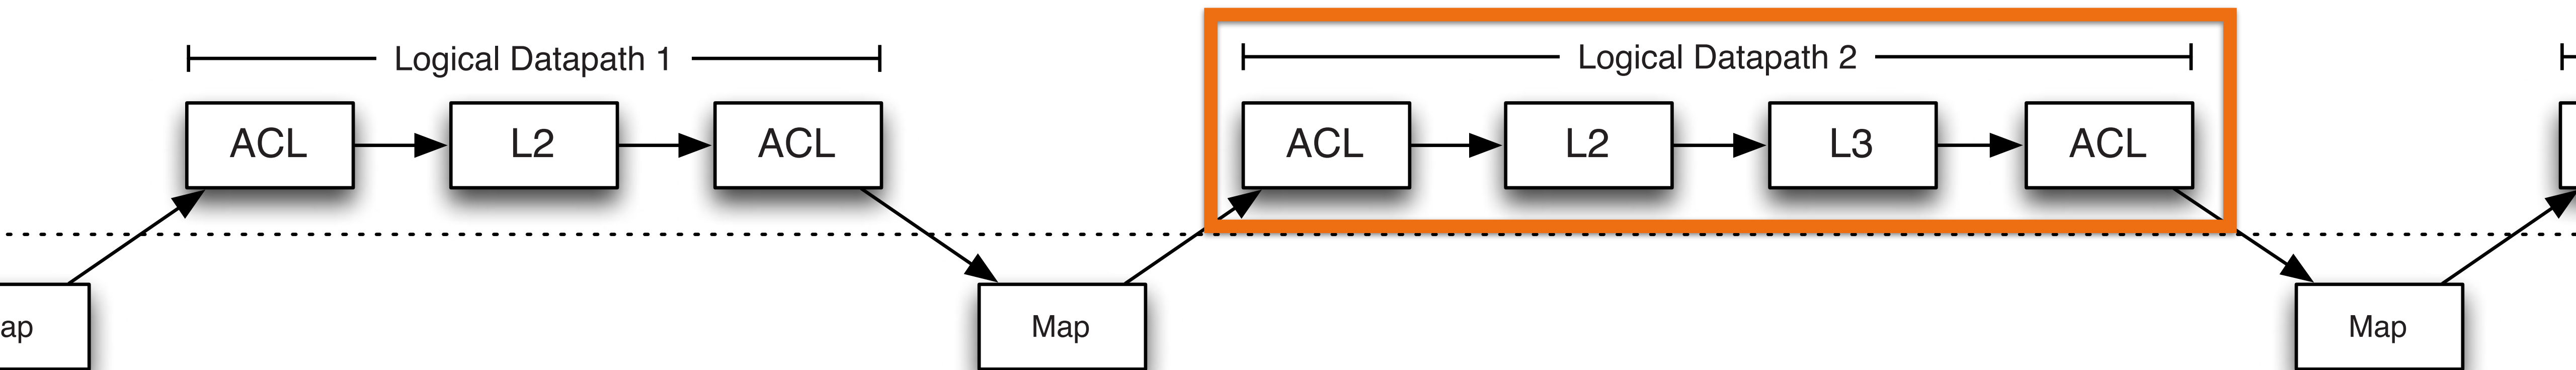 Logical Datapath 1
Logical Datapath 2
ACL L2 ACL
ACL L2 L3 ACL
ap
Map
Map